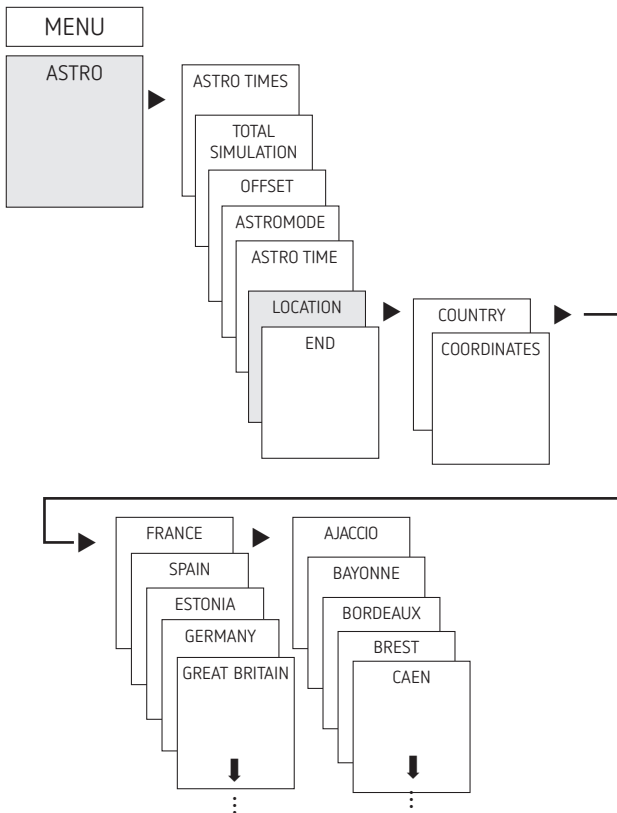 MENU
ASTRO
ASTRO TIMES
TOTAL
SIMULATION
OFFSET
ASTROMODE
ASTRO TIME
LOCATION
END
COUNTRY
COORDINATES
FRANCE
SPAIN
ESTONIA
GERMANY
GREAT BRITAIN
AJACCIO
BAYONNE
BORDEAUX
BREST
CAEN